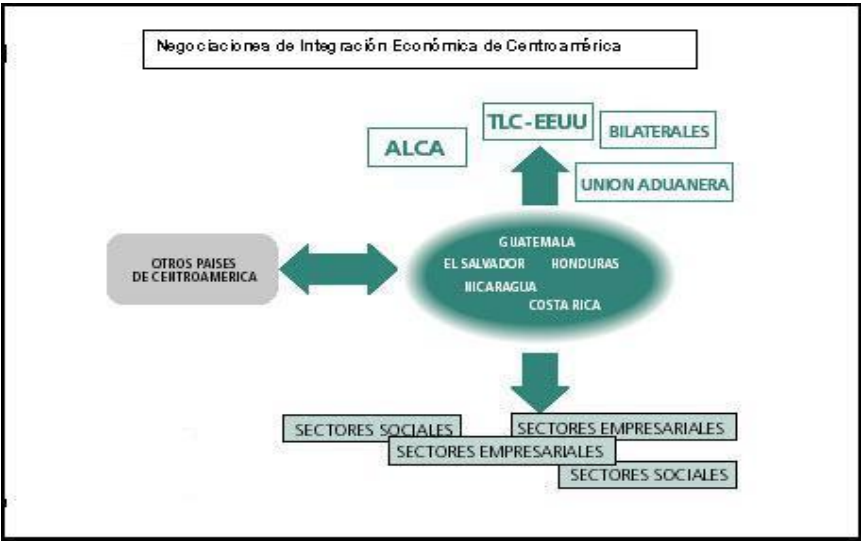 Negociaciones de Integración Económica de Centroamérica
TLC-EEUU
ALCA
BILATERALES
UNION ADUANERA
GUATEMALA
EL SALVADOR HONDURAS
NICARAGUA
COSTA RICA
OTROS PAISES
DE CENTROAMERICA
SECTORES SOCIALES
SECTORES EMPRESARIALES
SECTORES EMPRESARIALES
SECTORES SOCIALES